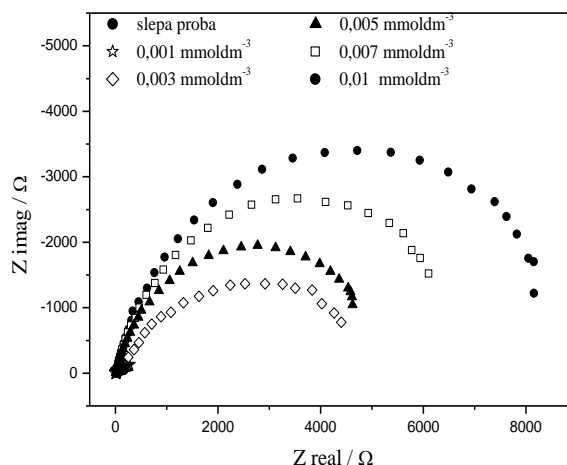 slepa proba 0,005 mmoldm-3
0,001 mmoldm-3 0,007 mmoldm-3
0,003 mmoldm-3 0,01 mmoldm-3
-5000
-4000
-3000
-2000
-1000
0
Z imag / Ω
0 2000 4000 6000 8000
Z real / Ω